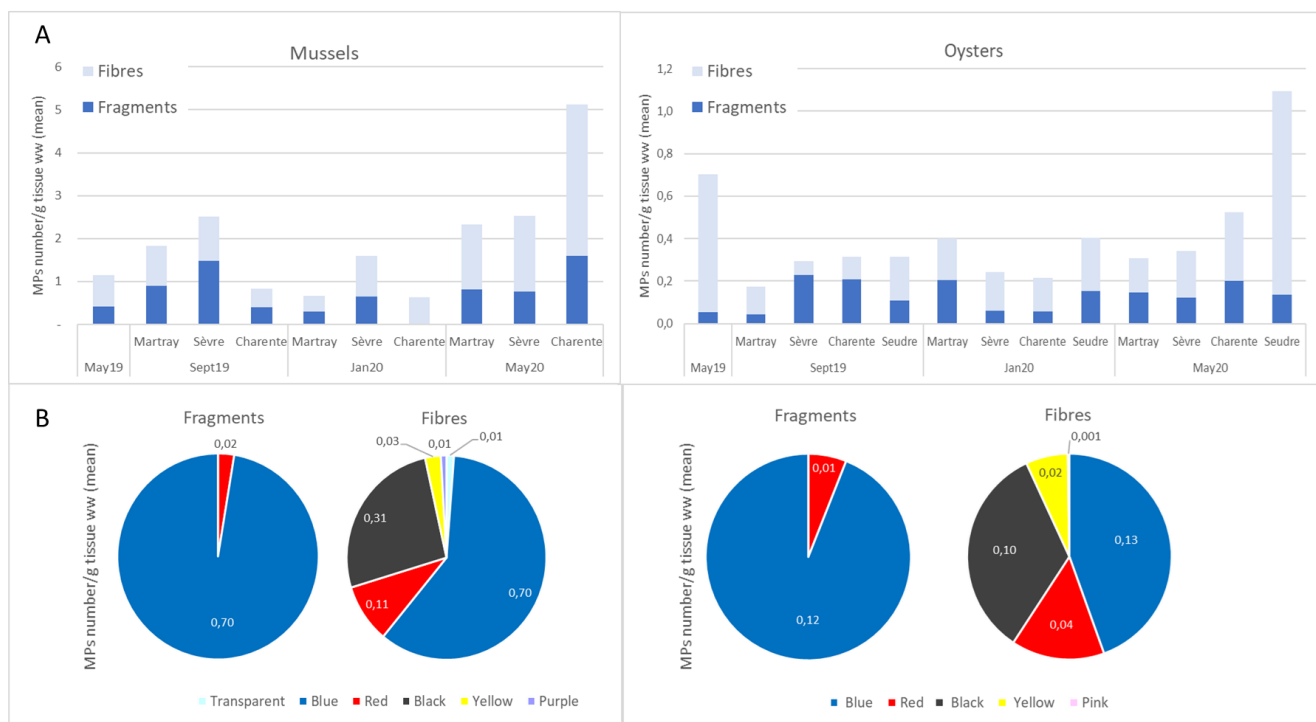 A
Mussels
Fibres
Fragments
MPs number/g tissue ww (mean)
6
5
4
3
2
1
-
Martray Sèvre Charente Martray Sèvre Charente Martray Sèvre Charente
May19 Sept19 Jan20 May20
Oysters
Fibres
Fragments
MPs number/g tissue ww (mean)
1,2
1,0
0,8
0,6
0,4
0,2
0,0
Martray Sèvre Charente Seudre Martray Sèvre Charente Seudre Martray Sèvre Charente Seudre
May19 Sept19 Jan20 May20
B
MPs number/g tissue ww (mean)
Fragments
0,02
0,70
Fibres
0,03 0,01 0,01
0,31
0,11
0,70
Transparent Blue Red Black Yellow Purple
MPs number/g tissue ww (mean)
Fragments
0,01
0,12
Fibres
0,001
0,02
0,10
0,13
0,04
Blue Red Black Yellow Pink